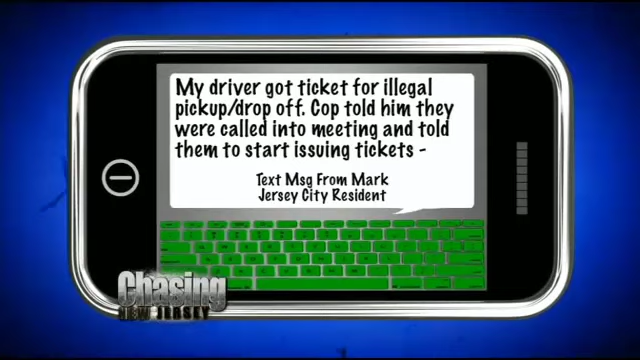 My driver got ticket for illegal
pickup/drop off. Cop told him they
were called into meeting and told
them to start issuing tickets -
Text Msg From Mark
Jersey City Resident
Chasing
NEW JERSEY